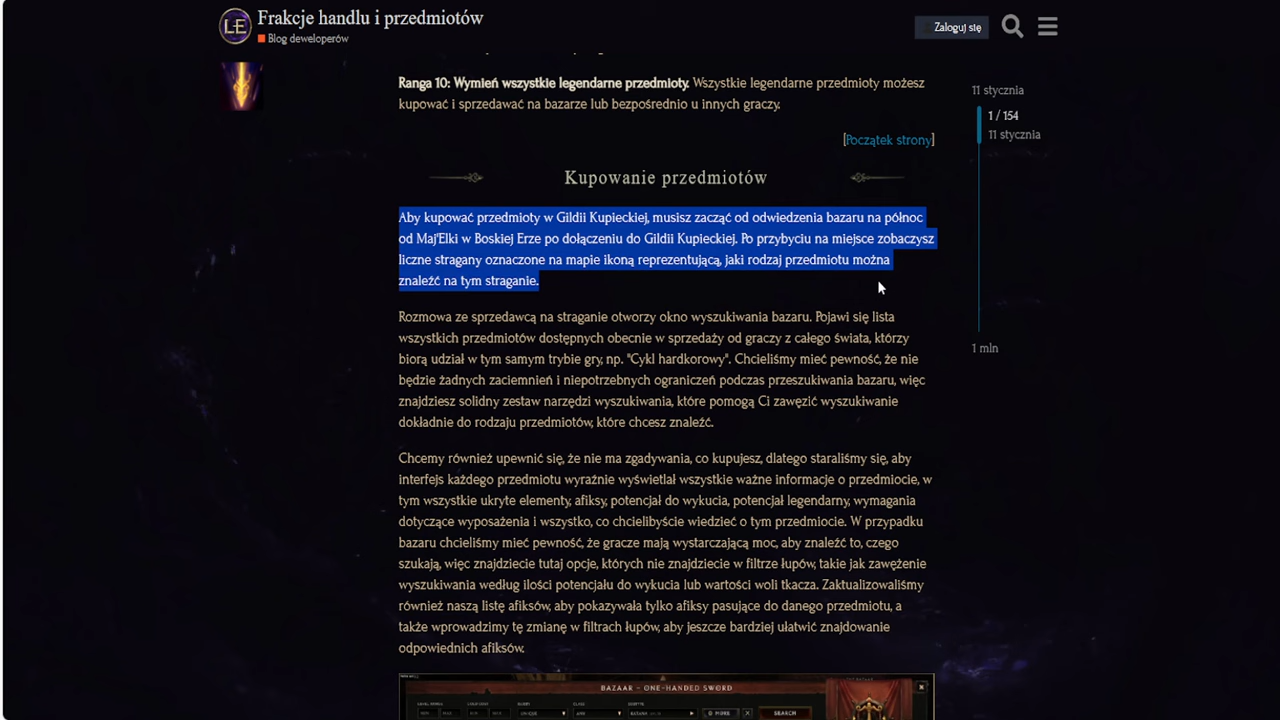 Frakcje handlu i przedmiotów
Blog deweloperów
Zaloguj się
Ranga 10: Wymień wszystkie legendarne przedmioty. Wszystkie legendarne przedmioty możesz
kupować i sprzedawać na bazarze lub bezpośrednio u innych graczy.
11 stycznia
1 / 154
11 stycznia
1 mln
[Początek strony]
Kupowanie przedmiotów
Aby kupować przedmioty w Gildii Kupieckiej, musisz zacząć od odwiedzenia bazaru na północ
od Maj'Elki w Boskiej Erze po dołączeniu do Gildii Kupieckiej. Po przybyciu na miejsce zobaczysz
liczne stragany oznaczone na mapie ikoną reprezentującą, jaki rodzaj przedmiotu można
znaleźć na tym straganie.
Rozmowa ze sprzedawcą na straganie otworzy okno wyszukiwania bazaru. Pojawi się lista
wszystkich przedmiotów dostępnych obecnie w sprzedaży od graczy z całego świata, którzy
biorą udział w tym samym trybie gry, np. "Cykl hardkorowy". Chcieliśmy mieć pewność, że nie
będzie żadnych zaciemnień i niepotrzebnych ograniczeń podczas przeszukiwania bazaru, więc
znajdziesz solidny zestaw narzędzi wyszukiwania, które pomogą Ci zawęzić wyszukiwanie
dokładnie do rodzaju przedmiotów, które chcesz znaleźć.
Chcemy również upewnić się, że nie ma zgadywania, co kupujesz, dlatego staraliśmy się, aby
interfejs każdego przedmiotu wyraźnie wyświetlał wszystkie ważne informacje o przedmiocie, w
tym wszystkie ukryte elementy, afiksy, potencjał do wykucia, potencjał legendarny, wymagania
dotyczące wyposażenia i wszystko, co chcielibyście wiedzieć o tym przedmiocie. W przypadku
bazaru chcieliśmy mieć pewność, że gracze mają wystarczającą moc, aby znaleźć to, czego
szukają, więc znajdziecie tutaj opcje, których nie znajdziecie w filtrze łupów, takie jak zawężenie
wyszukiwania według ilości potencjału do wykucia lub wartości woli tkacza. Zaktualizowaliśmy
również naszą listę afiksów, aby pokazywała tylko afiksy pasujące do danego przedmiotu, a
także wprowadzimy tę zmianę w filtrach łupów, aby jeszcze bardziej ułatwić znajdowanie
odpowiednich afiksów.
BAZAAR – ONE-HANDED SWORD
SEARCH